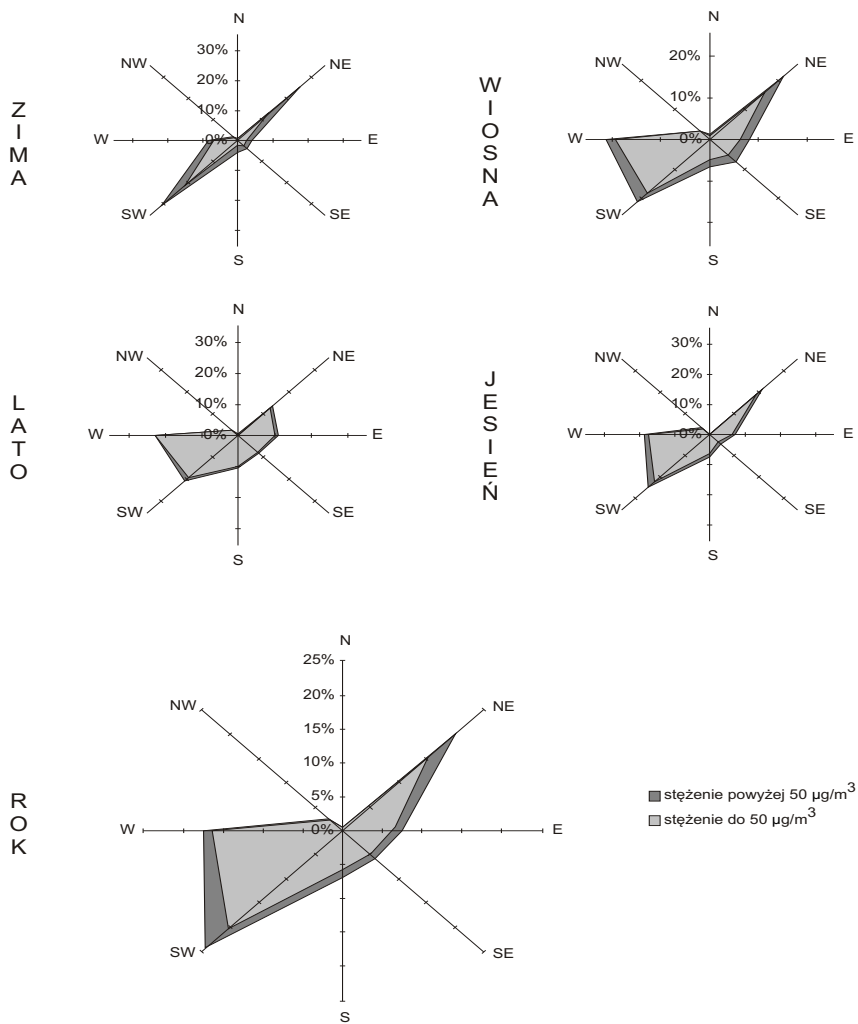 ZIMA
N
30%
20%
10%
0%
NW
NE
W
E
SW
SE
S
WIOSNA
N
20%
10%
0%
NW
NE
W
E
SW
SE
S
LATO
N
30%
20%
10%
0%
NW
NE
W
E
SW
SE
S
JESIEŃ
N
30%
20%
10%
0%
NW
NE
W
E
SW
SE
S
ROK
N
25%
20%
15%
10%
5%
0%
NW
NE
W
E
SW
SE
S
stężenie powyżej 50 µg/m³
stężenie do 50 µg/m³